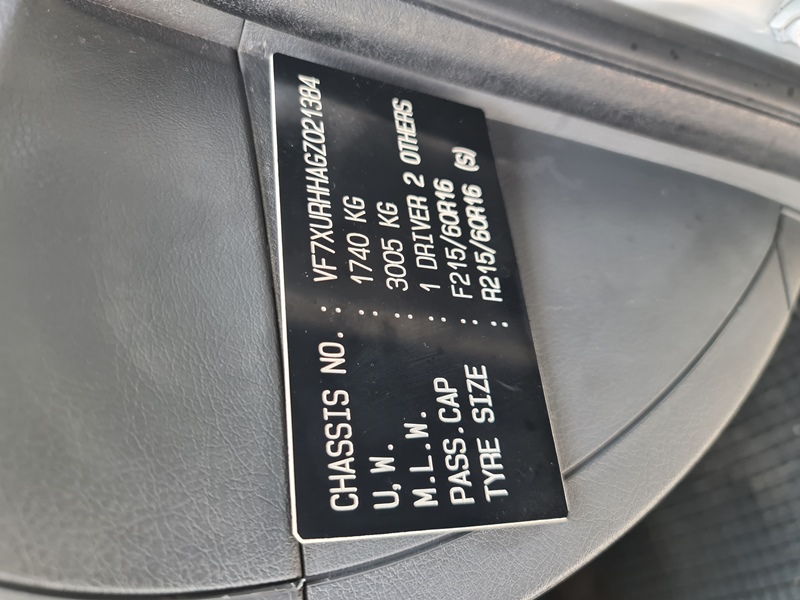 CHASSIS NO. : VF7XURHHAGZ021384
U,W. : 1740 KG
M.L.W. : 3005 KG
PASS.CAP : 1 DRIVER 2 OTHERS
TYRE SIZE : F215/60R16
: R215/60R16 (S)